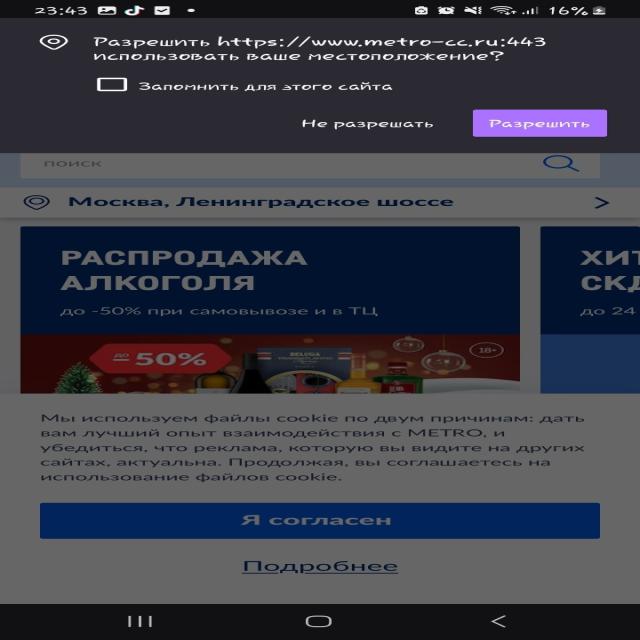 23:43
16%
Разрешить https://www.metro-cc.ru:443
использовать ваше местоположение?
Запомнить для этого сайта
Не разрешать
Разрешить
поиск
Москва, Ленинградское шоссе
РАСПРОДАЖА
АЛКОГОЛЯ
до -50% при самовывозе и в ТЦ
ХИТ
СКД
до 24
до 50%
BELUGA
18+
Мы используем файлы cookie по двум причинам: дать
вам лучший опыт взаимодействия с METRO, и
убедиться, что реклама, которую вы видите на других
сайтах, актуальна. Продолжая, вы соглашаетесь на
использование файлов cookie.
Я согласен
Подробнее